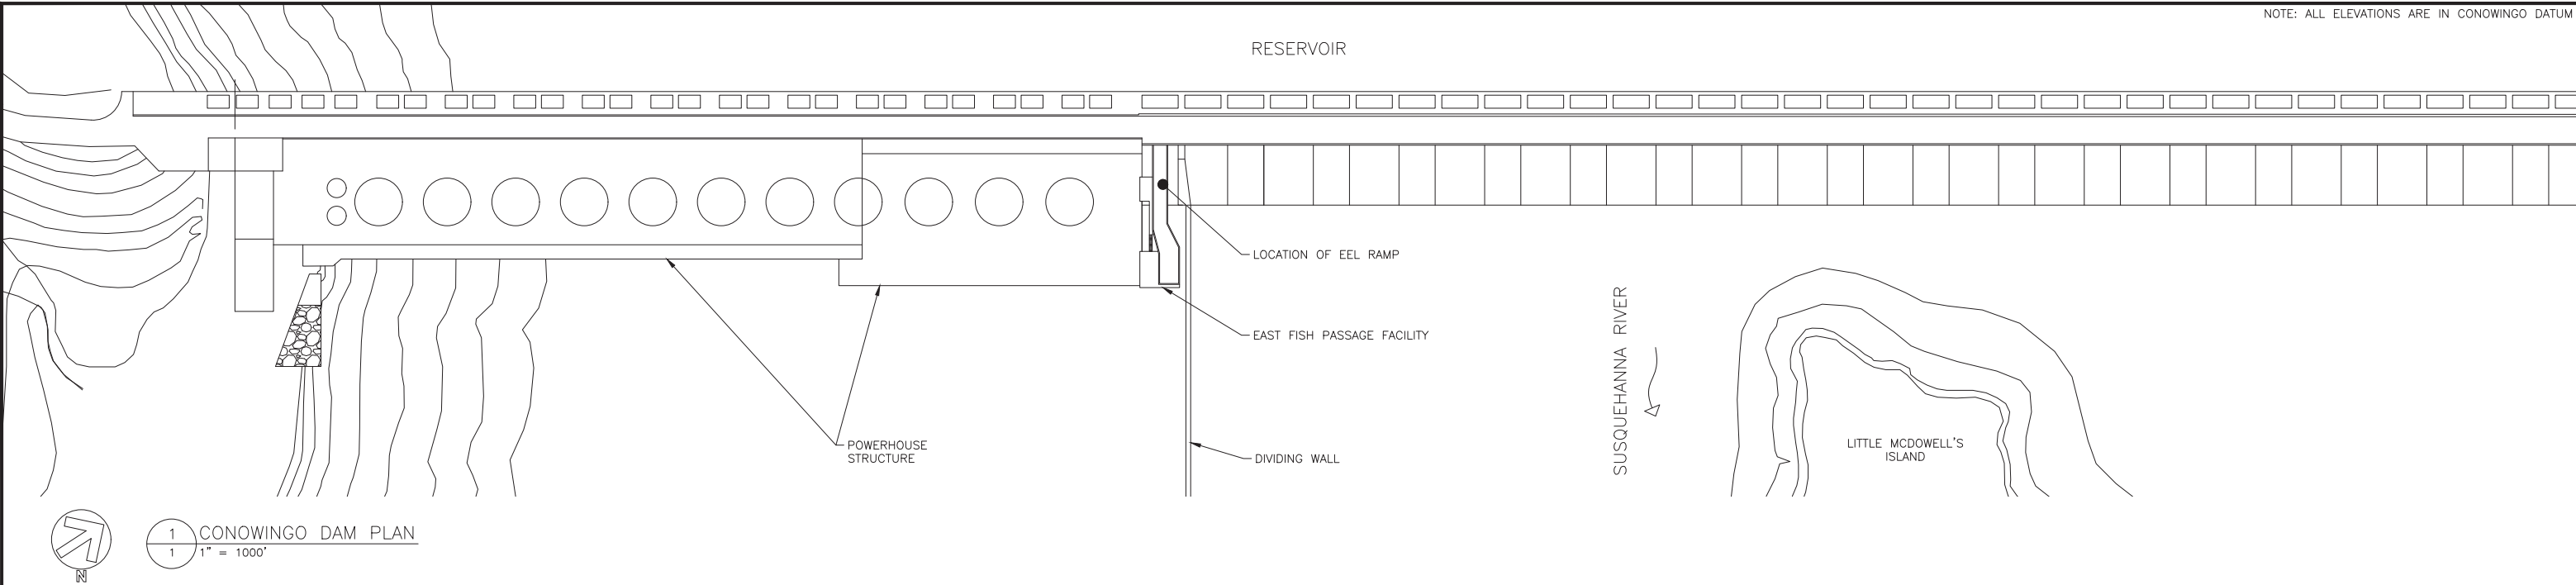 NOTE: ALL ELEVATIONS ARE IN CONOWINGO DATUM
RESERVOIR
LOCATION OF EEL RAMP
EAST FISH PASSAGE FACILITY
SUSQUEHANNA RIVER
POWERHOUSE
STRUCTURE
DIVIDING WALL
LITTLE MCDOWELL'S
ISLAND
1
1
CONOWINGO DAM PLAN
1" = 1000'
N